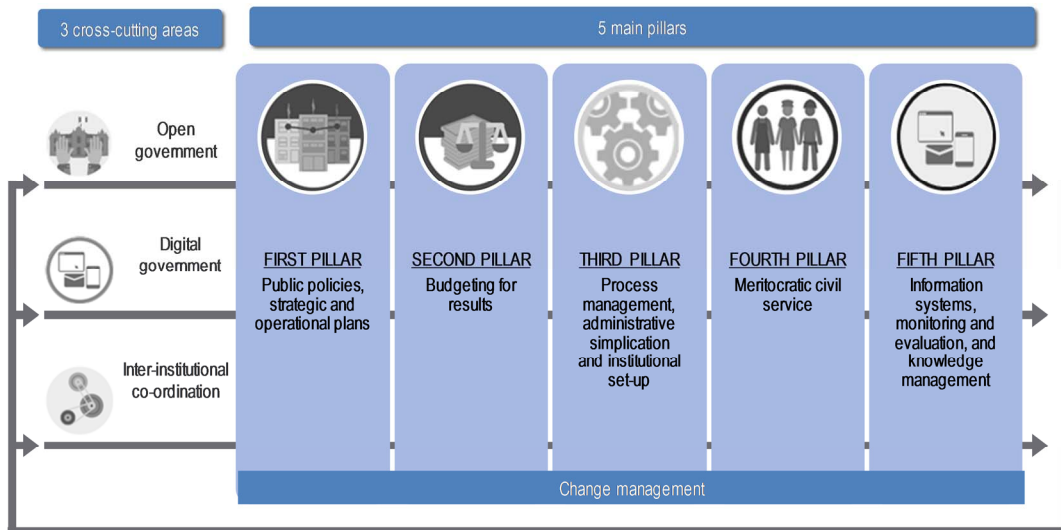 3 cross-cutting areas
5 main pillars
Open
government
Digital
government
Inter-institutional
co-ordination
FIRST PILLAR
Public policies,
strategic and
operational plans
SECOND PILLAR
Budgeting for
results
THIRD PILLAR
Process
management,
administrative
simplication
and institutional
set-up
FOURTH PILLAR
Meritocratic civil
service
FIFTH PILLAR
Information
systems,
monitoring and
evaluation, and
knowledge
management
Change management